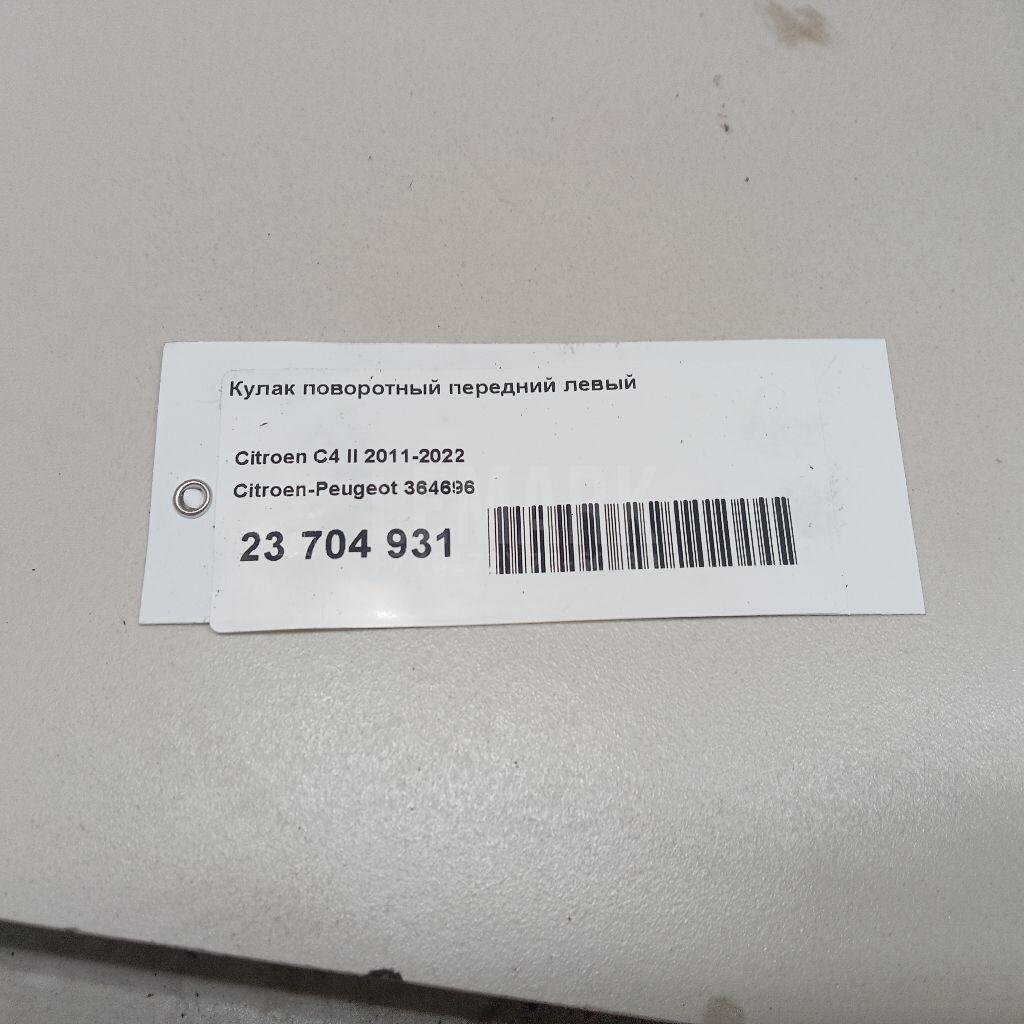 Кулак поворотный передний левый
Citroen C4 II 2011-2022
Citroen-Peugeot 364696
23 704 931